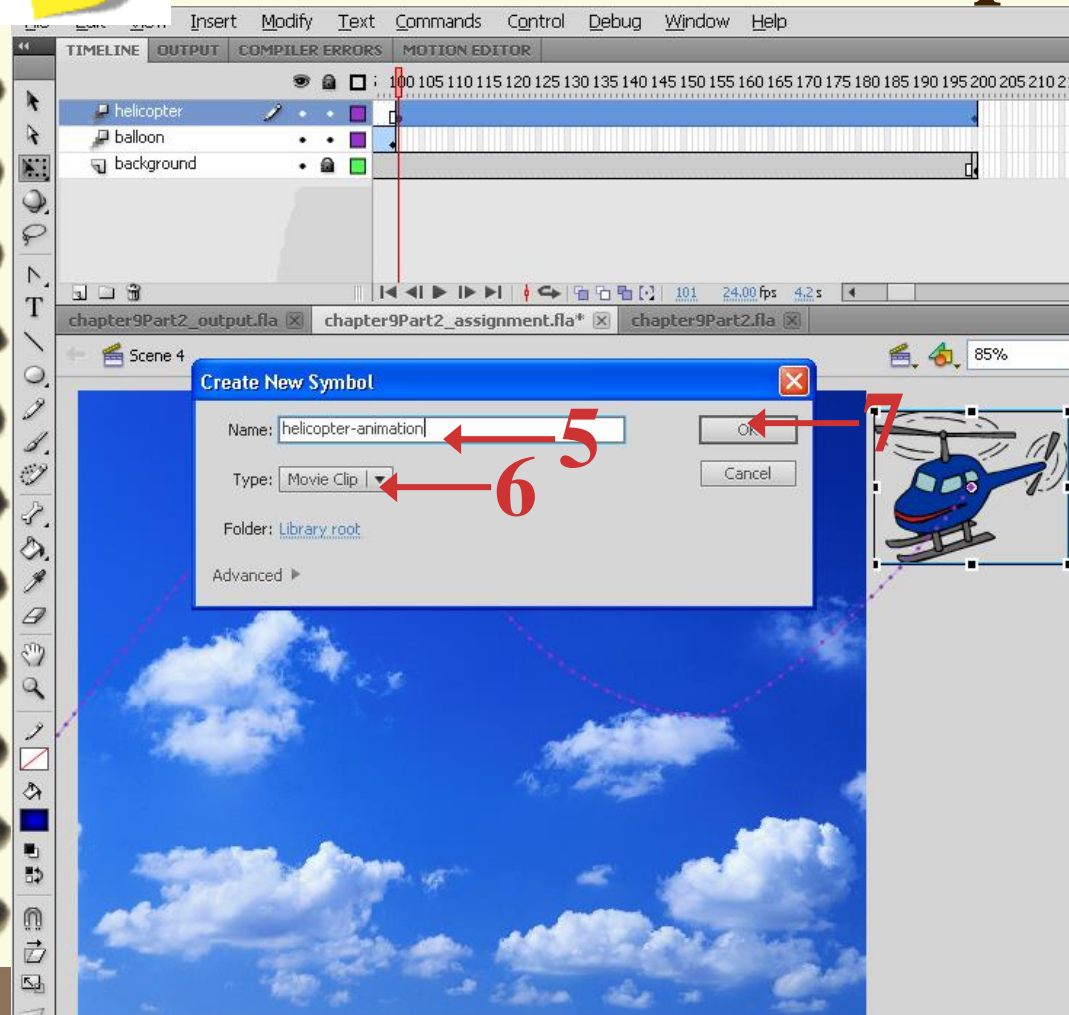 Insert Modify Text Commands Control Debug Window Help
TIMELINE OUTPUT COMPILER ERRORS MOTION EDITOR
100 105 110 115 120 125 130 135 140 145 150 155 160 165 170 175 180 185 190 195 200 205 210
helicopter
balloon
background
101 24.00 fps 4.2 s
chapter9Part2_output.fla chapter9Part2_assignment.fla* chapter9Part2.fla
Scene 4 85%
Create New Symbol
Name: helicopter-animation 5 OK 7
Type: Movie Clip 6 Cancel
Folder: Library root
Advanced